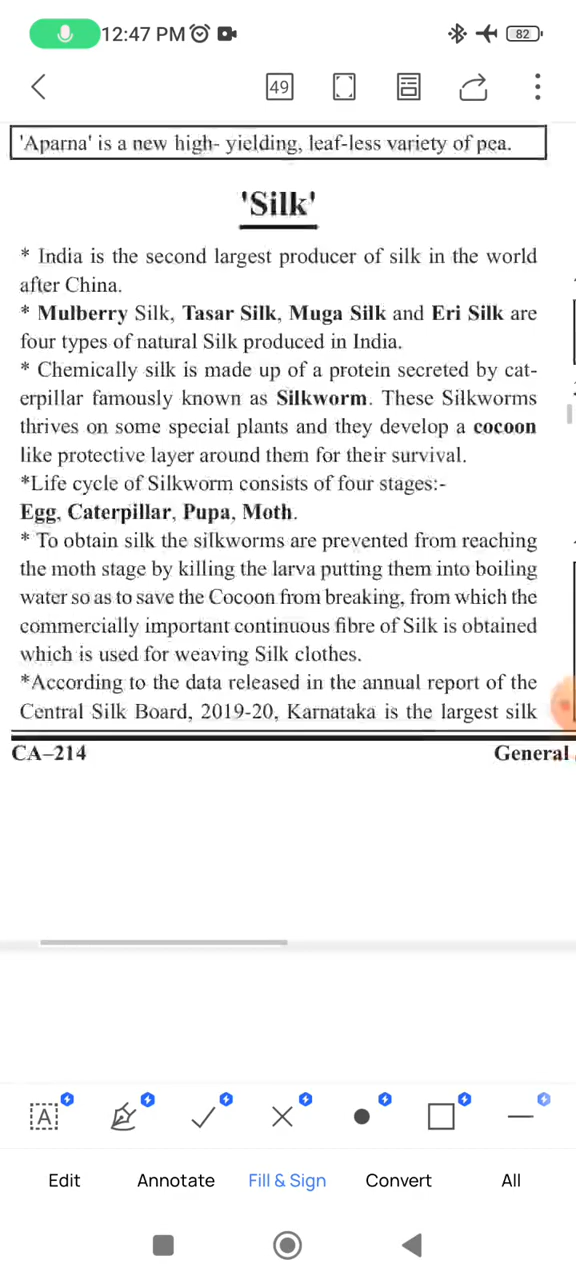 12:47 PM
82
49
'Aparna' is a new high- yielding, leaf-less variety of pea.
'Silk'
* India is the second largest producer of silk in the world
after China.
* Mulberry Silk, Tasar Silk, Muga Silk and Eri Silk are
four types of natural Silk produced in India.
* Chemically silk is made up of a protein secreted by cat-
erpillar famously known as Silkworm. These Silkworms
thrives on some special plants and they develop a cocoon
like protective layer around them for their survival.
*Life cycle of Silkworm consists of four stages:-
Egg, Caterpillar, Pupa, Moth.
* To obtain silk the silkworms are prevented from reaching
the moth stage by killing the larva putting them into boiling
water so as to save the Cocoon from breaking, from which the
commercially important continuous fibre of Silk is obtained
which is used for weaving Silk clothes.
*According to the data released in the annual report of the
Central Silk Board, 2019-20, Karnataka is the largest silk
CA–214 General
A
Edit Annotate Fill & Sign Convert All